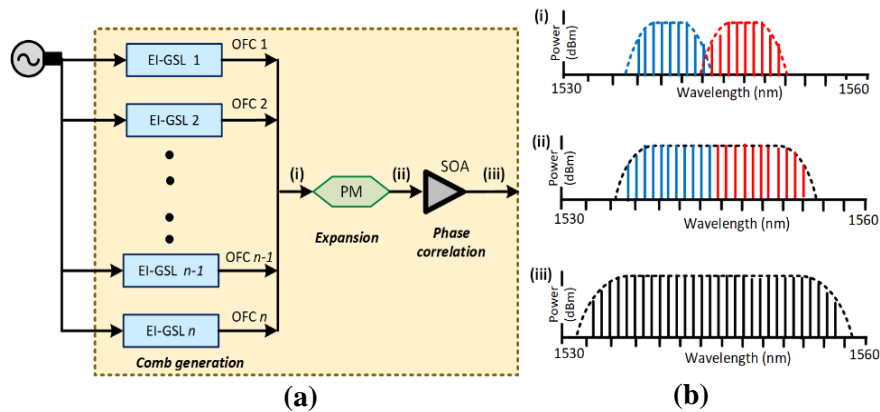 EI-GSL 1
OFC 1
EI-GSL 2
OFC 2
(i)
PM
(ii)
SOA
(iii)
Expansion
Phase
correlation
EI-GSL n-1
OFC n-1
EI-GSL n
OFC n
Comb generation
(a)
(i)
Power
(dBm)
1530
Wavelength (nm)
1560
(ii)
Power
(dBm)
1530
Wavelength (nm)
1560
(iii)
Power
(dBm)
1530
Wavelength (nm)
1560
(b)